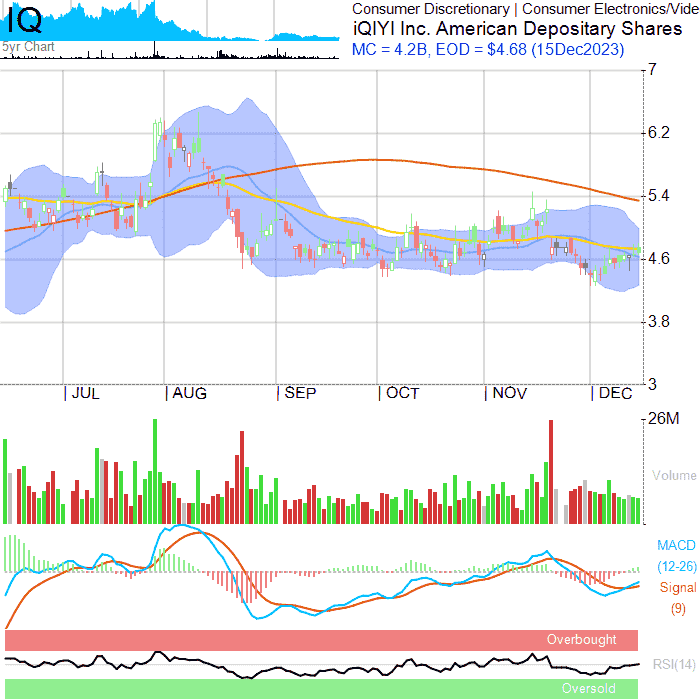 IQ
5yr Chart
Consumer Discretionary | Consumer Electronics/Vide
iQIYI Inc. American Depositary Shares
MC = 4.2B, EOD = $4.68 (15Dec2023)
7
6.2
5.4
4.6
3.8
3
| JUL | AUG | SEP | OCT | NOV | DEC
26M
Volume
MACD
(12-26)
Signal
(9)
Overbought
RSI(14)
Oversold